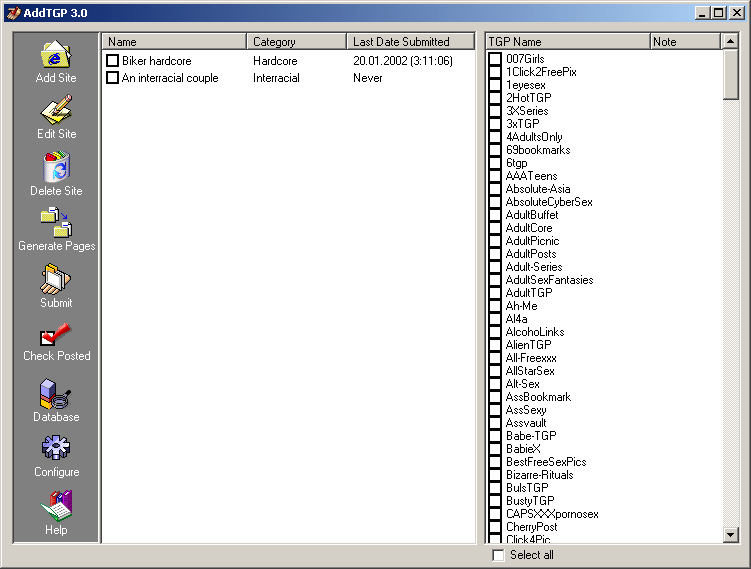 AddTGP 3.0
Add Site
Edit Site
Delete Site
Generate Pages
Submit
Check Posted
Database
Configure
Help
Name Category Last Date Submitted
Biker hardcore Hardcore 20.01.2002 (3:11:06)
An interracial couple Interracial Never
TGP Name Note
007Girls
1Click2FreePix
1eyesex
2HotTGP
3XSeries
3xTGP
4AdultsOnly
69bookmarks
6tgp
AAATeens
Absolute-Asia
AbsoluteCyberSex
AdultBuffet
AdultCore
AdultPicnic
AdultPosts
Adult-Series
AdultSexFantasies
AdultTGP
Ah-Me
Al4a
AlcohoLinks
AlienTGP
All-Freexxx
AllStarSex
Alt-Sex
AssBookmark
AssSexy
Assvault
Babe-TGP
BabieX
BestFreeSexPics
Bizarre-Rituals
BulsTGP
BustyTGP
CAPSXXXpornosex
CherryPost
Click4Pic
Select all